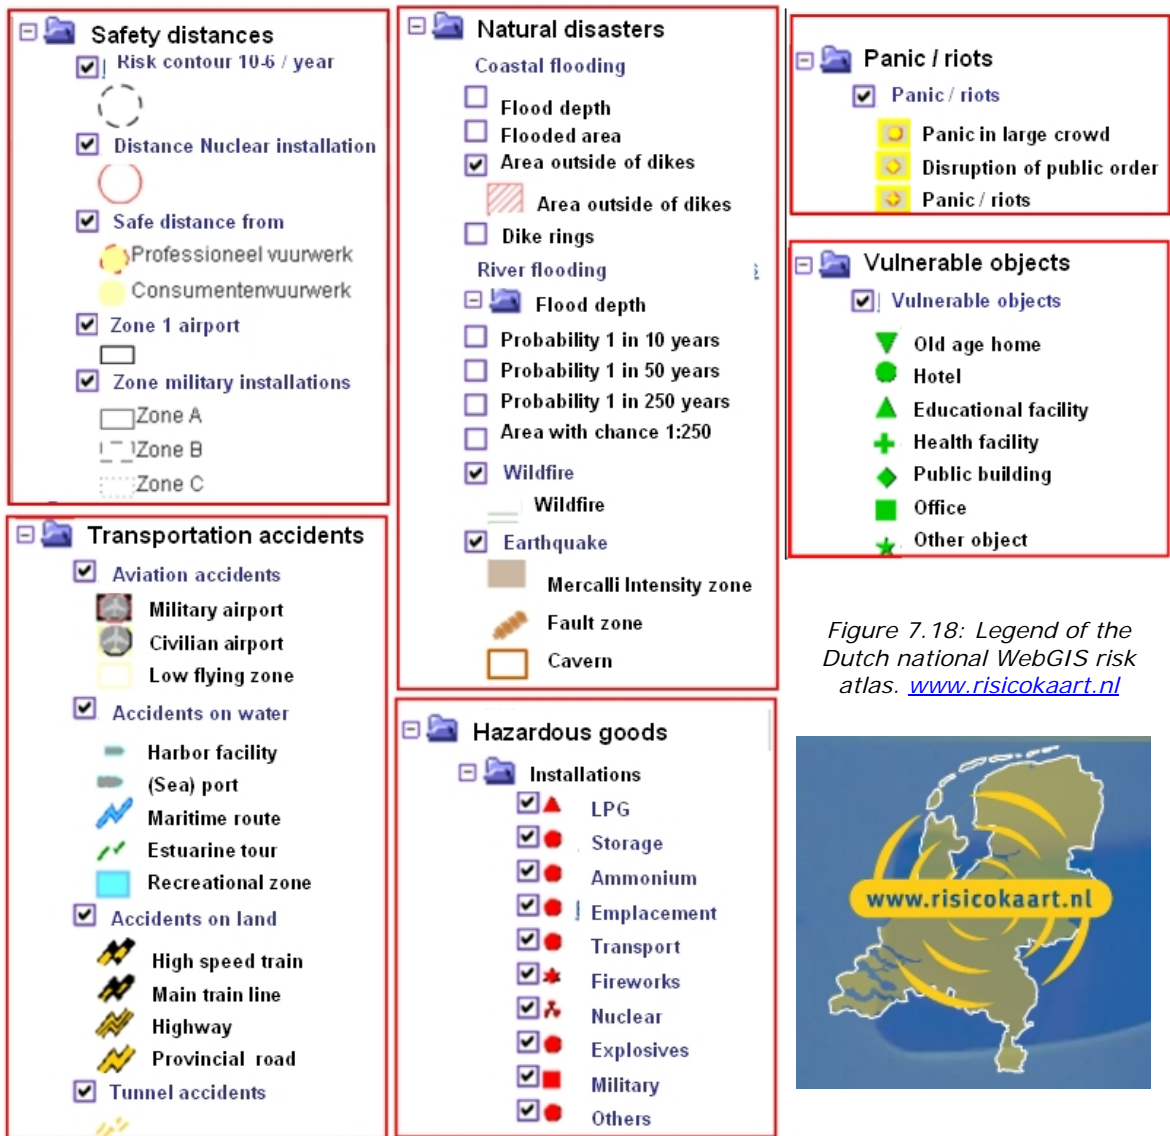 Safety distances
Risk contour 10-6 / year
Distance Nuclear installation
Safe distance from
Professioneel vuurwerk
Consumentenvuurwerk
Zone 1 airport
Zone military installations
Zone A
Zone B
Zone C
Transportation accidents
Aviation accidents
Military airport
Civilian airport
Low flying zone
Accidents on water
Harbor facility
(Sea) port
Maritime route
Estuarine tour
Recreational zone
Accidents on land
High speed train
Main train line
Highway
Provincial road
Tunnel accidents
Natural disasters
Coastal flooding
Flood depth
Flooded area
Area outside of dikes
Area outside of dikes
Dike rings
River flooding
Flood depth
Probability 1 in 10 years
Probability 1 in 50 years
Probability 1 in 250 years
Area with chance 1:250
Wildfire
Wildfire
Earthquake
Mercalli Intensity zone
Fault zone
Cavern
Hazardous goods
Installations
LPG
Storage
Ammonium
Emplacement
Transport
Fireworks
Nuclear
Explosives
Military
Others
Panic / riots
Panic / riots
Panic in large crowd
Disruption of public order
Panic / riots
Vulnerable objects
Vulnerable objects
Old age home
Hotel
Educational facility
Health facility
Public building
Office
Other object
Figure 7.18: Legend of the
Dutch national WebGIS risk
atlas. www.risicokaart.nl
www.risicokaart.nl